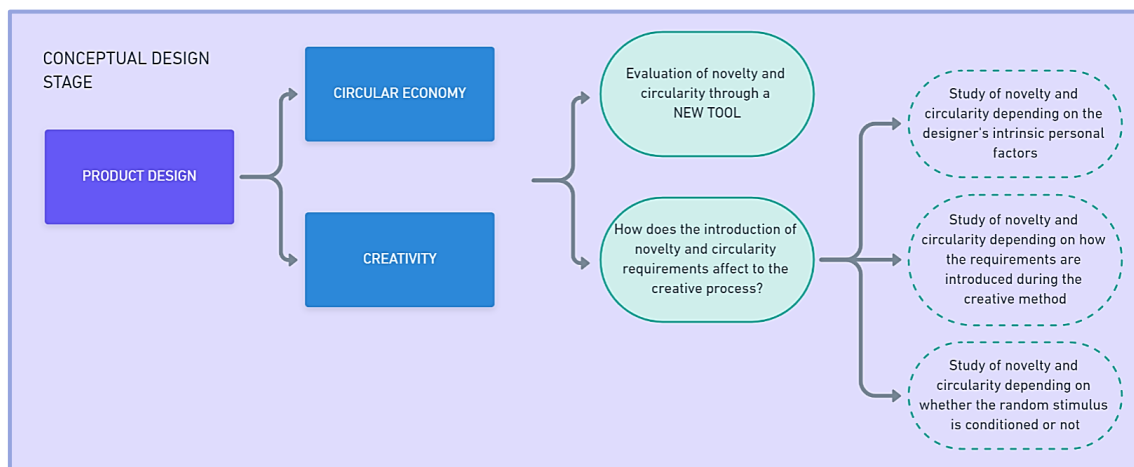 CONCEPTUAL DESIGN
STAGE
PRODUCT DESIGN
CIRCULAR ECONOMY
CREATIVITY
Evaluation of novelty and
circularity through a
NEW TOOL
How does the introduction of
novelty and circularity
requirements affect to the
creative process?
Study of novelty and
circularity depending on the
designer's intrinsic personal
factors
Study of novelty and
circularity depending on how
the requirements are
introduced during the
creative method
Study of novelty and
circularity depending on
whether the random stimulus
is conditioned or not